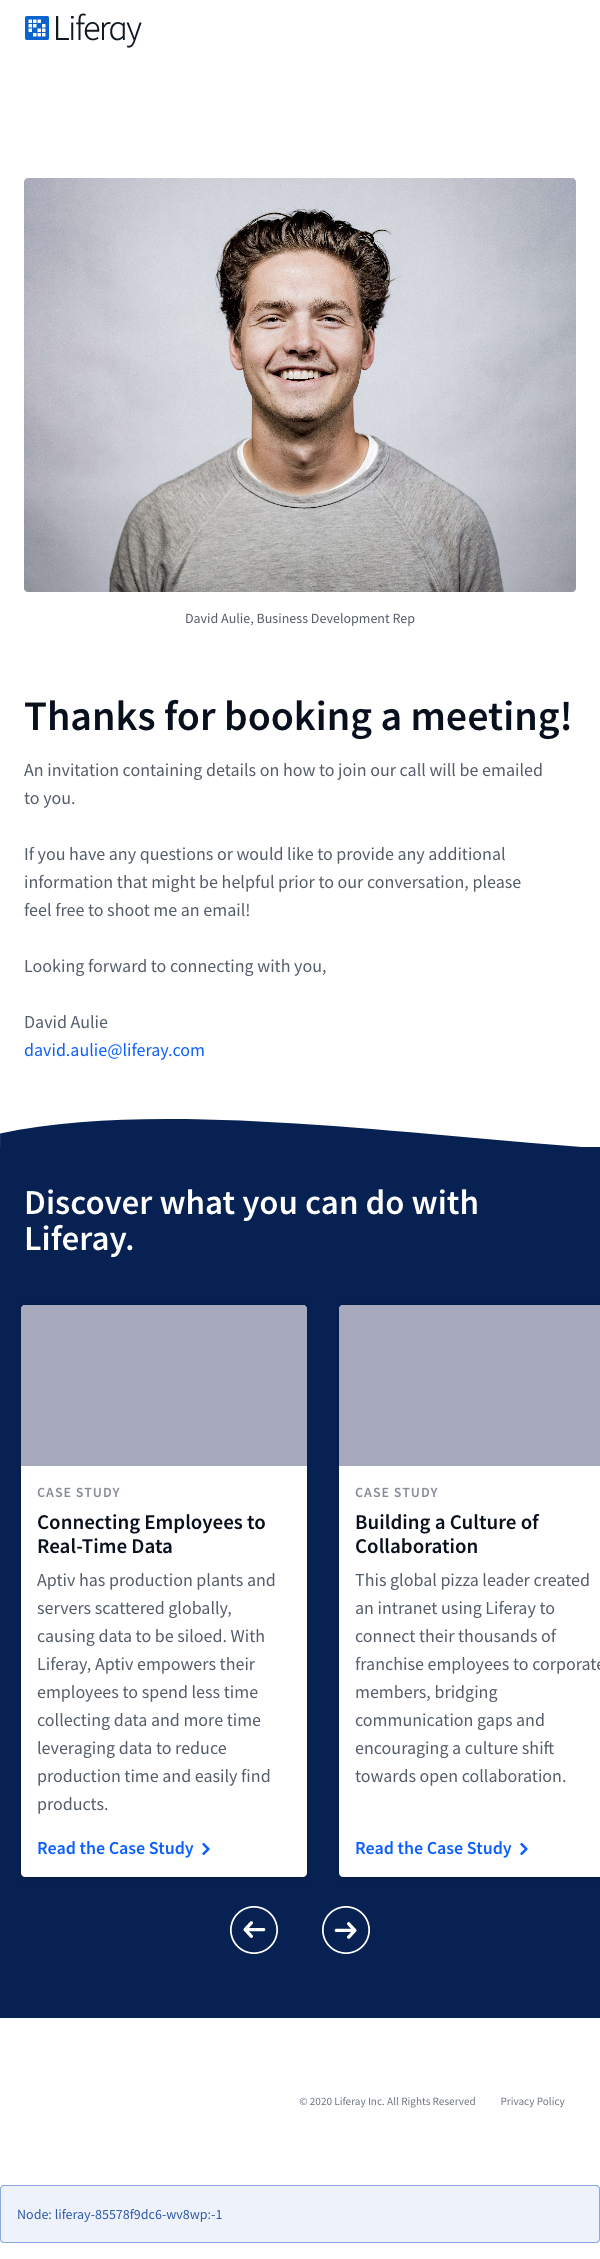 Liferay
David Aulie, Business Development Rep
Thanks for booking a meeting!
An invitation containing details on how to join our call will be emailed
to you.
If you have any questions or would like to provide any additional
information that might be helpful prior to our conversation, please
feel free to shoot me an email!
Looking forward to connecting with you,
David Aulie
david.aulie@liferay.com
Discover what you can do with
Liferay.
CASE STUDY
Connecting Employees to
Real-Time Data
Aptiv has production plants and
servers scattered globally,
causing data to be siloed. With
Liferay, Aptiv empowers their
employees to spend less time
collecting data and more time
leveraging data to reduce
production time and easily find
products.
Read the Case Study
CASE STUDY
Building a Culture of
Collaboration
This global pizza leader created
an intranet using Liferay to
connect their thousands of
franchise employees to corporate
members, bridging
communication gaps and
encouraging a culture shift
towards open collaboration.
Read the Case Study
© 2020 Liferay Inc. All Rights Reserved Privacy Policy
Node: liferay-85578f9dc6-wv8wp:-1